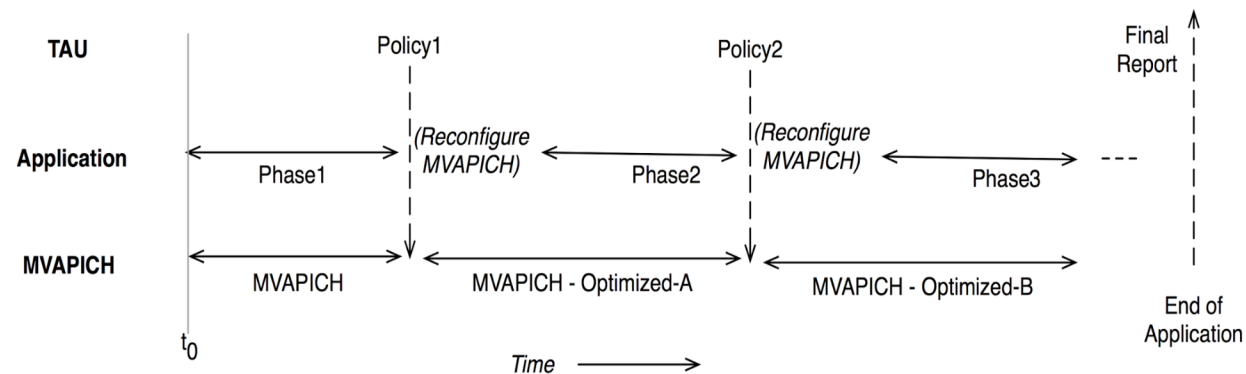 TAU
Policy1
Policy2
Final
Report
Application
(Reconfigure
MVAPICH)
(Reconfigure
MVAPICH)
Phase1
Phase2
Phase3
MVAPICH
MVAPICH
MVAPICH - Optimized-A
MVAPICH - Optimized-B
End of
Application
t0
Time